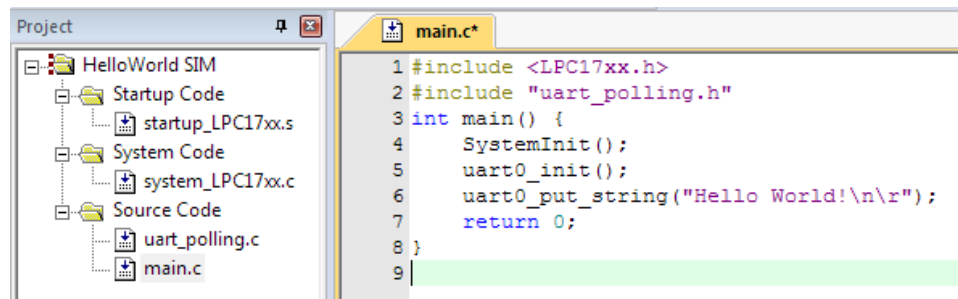 Project
HelloWorld SIM
Startup Code
startup_LPC17xx.s
System Code
system_LPC17xx.c
Source Code
uart_polling.c
main.c
main.c*
1 #include <LPC17xx.h>
2 #include "uart_polling.h"
3 int main() {
4     SystemInit();
5     uart0_init();
6     uart0_put_string("Hello World!\n\r");
7     return 0;
8 }
9